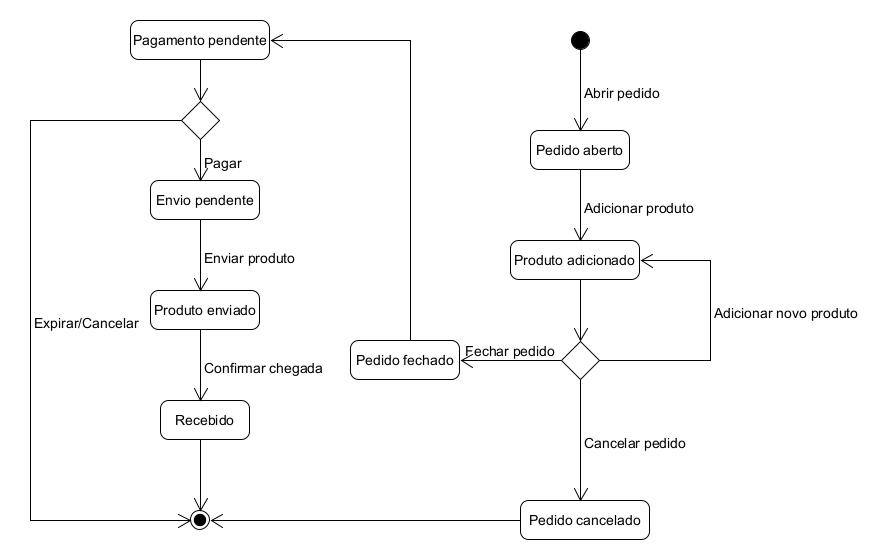 Pagamento pendente
Abrir pedido
Pedido aberto
Pagar
Envio pendente
Adicionar produto
Enviar produto
Produto adicionado
Produto enviado
Adicionar novo produto
Expirar/Cancelar
Fechar pedido
Pedido fechado
Confirmar chegada
Recebido
Cancelar pedido
Pedido cancelado